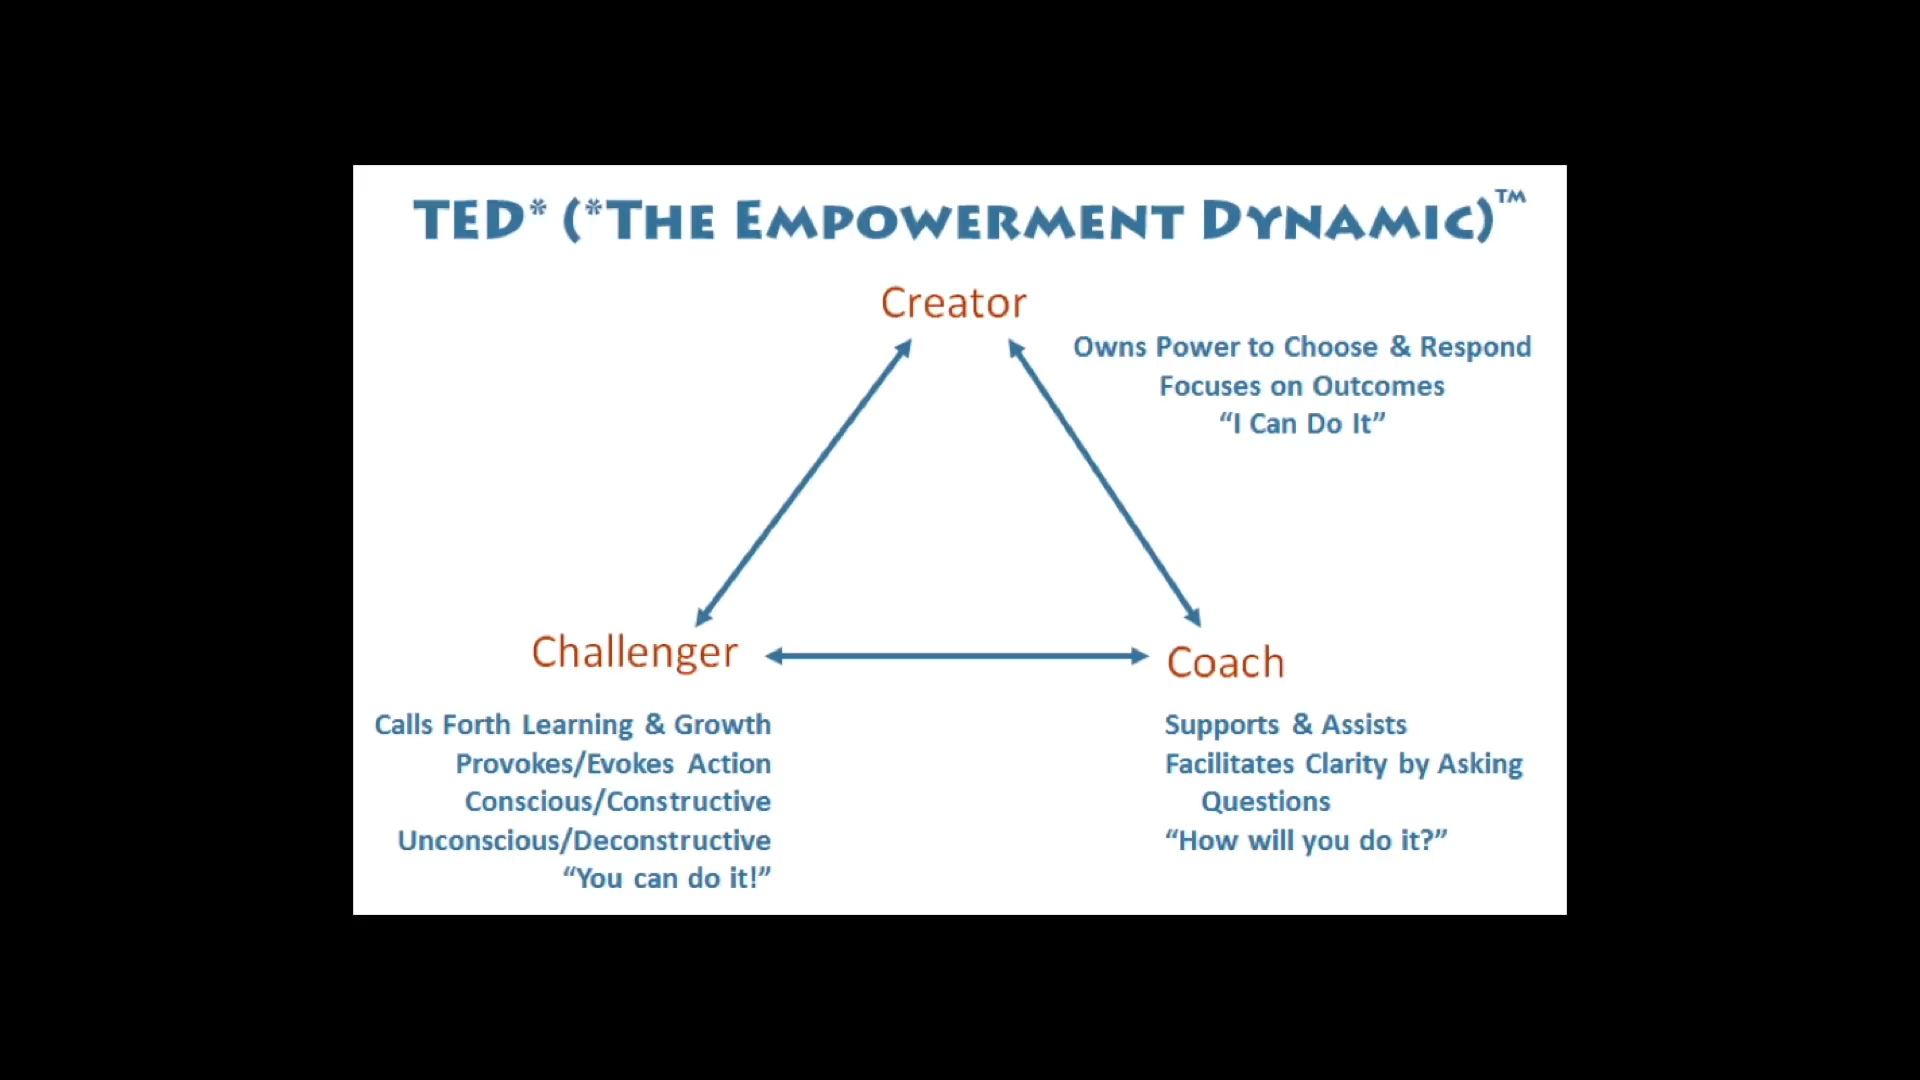 TED* (*The Empowerment Dynamic)™
Creator
Owns Power to Choose & Respond
Focuses on Outcomes
“I Can Do It”
Challenger
Calls Forth Learning & Growth
Provokes/Evokes Action
Conscious/Constructive
Unconscious/Deconstructive
“You can do it!”
Coach
Supports & Assists
Facilitates Clarity by Asking
Questions
“How will you do it?”